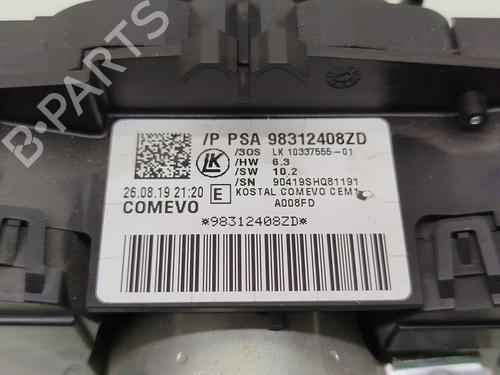 /P PSA 98312408ZD
/3OS LK 10337555-01
/HW 6.3
/SW 10.2
/SN 90419SHQ81191
LK
26.08.19 21:20 E KOSTAL COMEVO CEM1
COMEVO A008FD
*98312408ZD*
B-PARTS